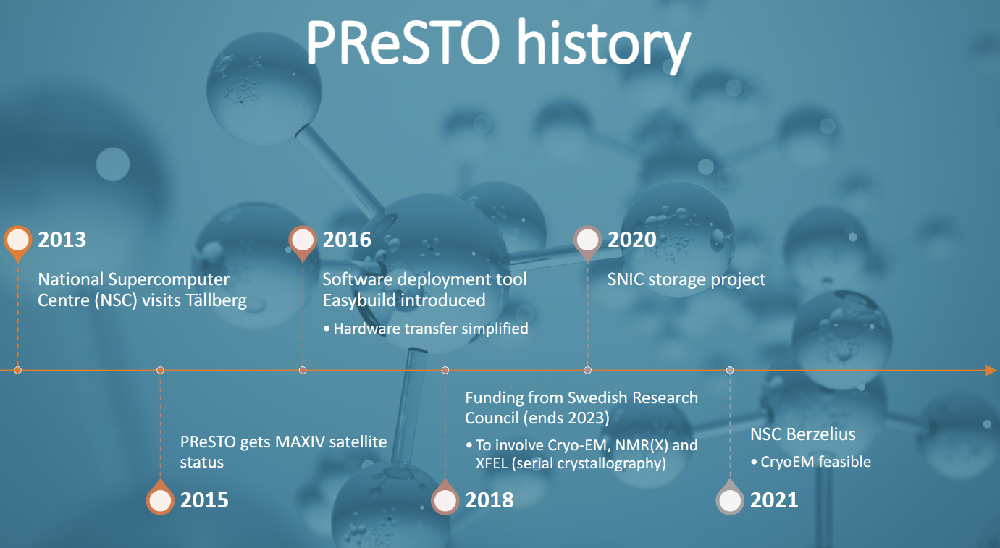 PReSTO history
2013
National Supercomputer
Centre (NSC) visits Tällberg
PReSTO gets MAXIV satellite
status
2015
2016
Software deployment tool
Easybuild introduced
• Hardware transfer simplified
Funding from Swedish Research
Council (ends 2023)
• To involve Cryo-EM, NMR(X) and
XFEL (serial crystallography)
2018
2020
SNIC storage project
NSC Berzelius
• CryoEM feasible
2021